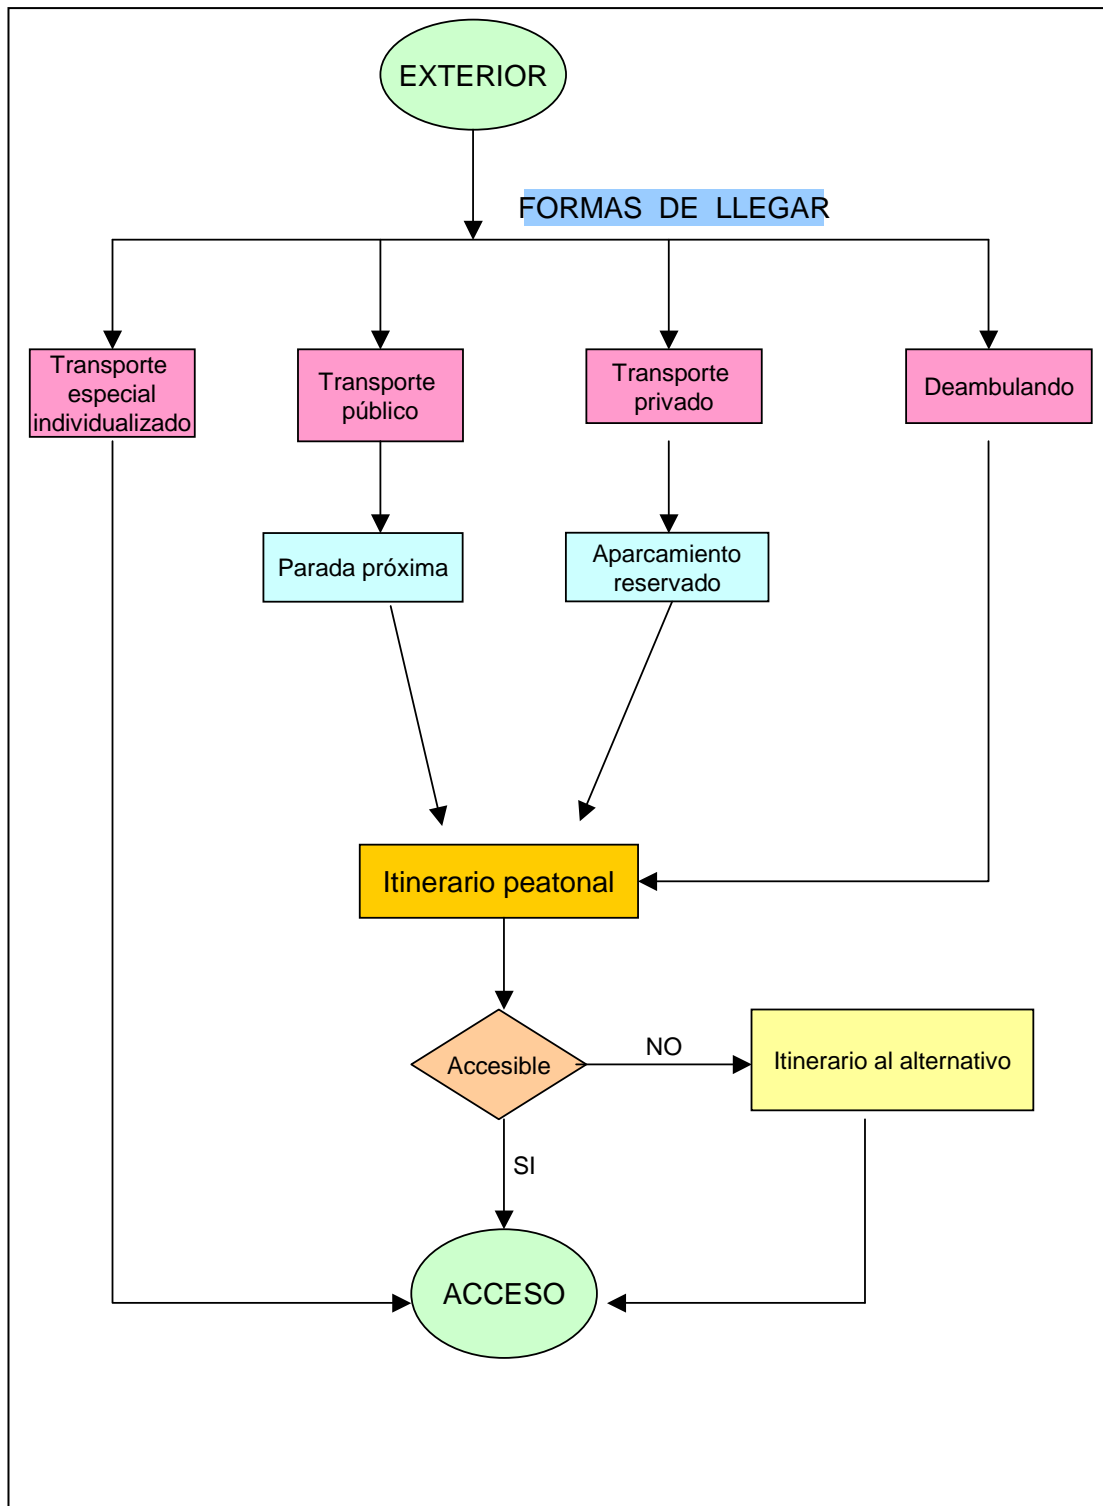 EXTERIOR
FORMAS DE LLEGAR
Transporte
especial
individualizado
Transporte
público
Transporte
privado
Deambulando
Parada próxima
Aparcamiento
reservado
Itinerario peatonal
Accesible
NO
Itinerario al alternativo
SI
ACCESO